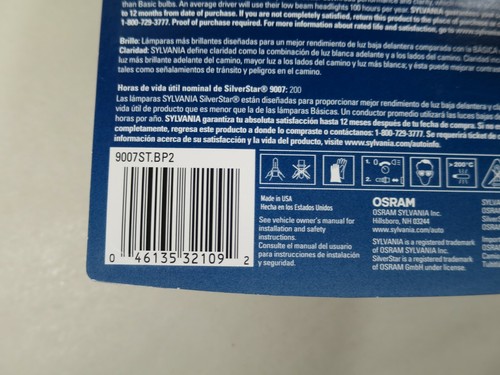 than Basic bulbs. An average driver will use their low beam headlights 100 hours per year. SYLVANIA
to 12 months from date of purchase. If you are not completely satisfied, return this product to the place of
1-800-729-3777. Proof of purchase required. For more information about rated life and satisfaction, go to www
Brillo: Lámparas más brillantes diseñadas para un mejor rendimiento de luz baja delantera comparada con la BÁSICA
Claridad: SYLVANIA define claridad como la combinación de luz blanca adelante y a los costados. Claridad
luz más brillante adelante del camino, mayor luz a los lados del camino y luz más blanca; y ésta puede mejorar
tales como señalamientos de tránsito y peligros en el camino.
Horas de vida útil nominal de SilverStar® 9007: 200
Las lámparas SYLVANIA SilverStar® están diseñadas para proporcionar mejor rendimiento de luz baja delantera y
vida útil de producto que es menor que la de las lámparas Básicas. Un conductor promedio utilizará las luces bajas
horas por año. SYLVANIA garantiza tu absoluta satisfacción hasta 12 meses después de tu fecha de compra. Si no
completamente, regresa este producto a donde lo compraste o contáctanos: 1-800-729-3777. Se requerirá ticket de
información acerca de su satisfacción y la vida del producto, visite www.sylvania.com/autoinfo.
9007ST.BP2
0 46135 32109 2
1.
2.
>200°C
Made in USA
Hecho en los Estados Unidos
See vehicle owner's manual for
installation and safety
instructions.
Consulte el manual del usuario
para instrucciones de instalación
y seguridad.
OSRAM
OSRAM SYLVANIA Inc.
Hillsboro, NH 03244
www.sylvania.com
SYLVANIA is a registered trademark
of OSRAM SYLVANIA Inc.
SilverStar is a registered trademark
of OSRAM GmbH under license.